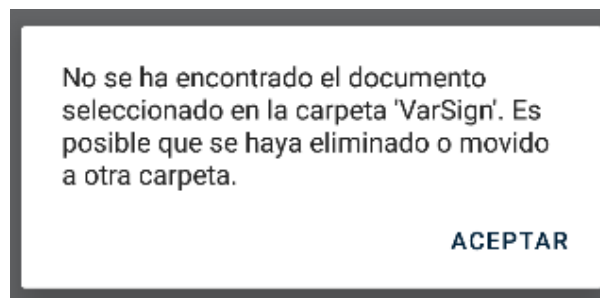 No se ha encontrado el documento
seleccionado en la carpeta 'VarSign'. Es
posible que se haya eliminado o movido
a otra carpeta.
ACEPTAR